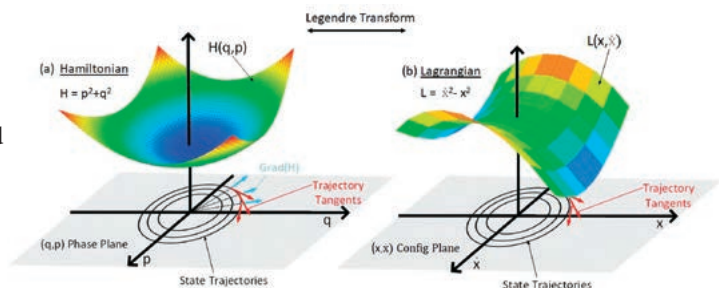 Legendre Transform
(a) Hamiltonian
H = p²+q²
H(q,p)
(b) Lagrangian
L = ẋ²- x²
L(x,ẋ)
Grad(H)
Trajectory
Tangents
q
(q,p) Phase Plane
p
State Trajectories
Trajectory
Tangents
x
(x,x) Config Plane
ẋ
State Trajectories